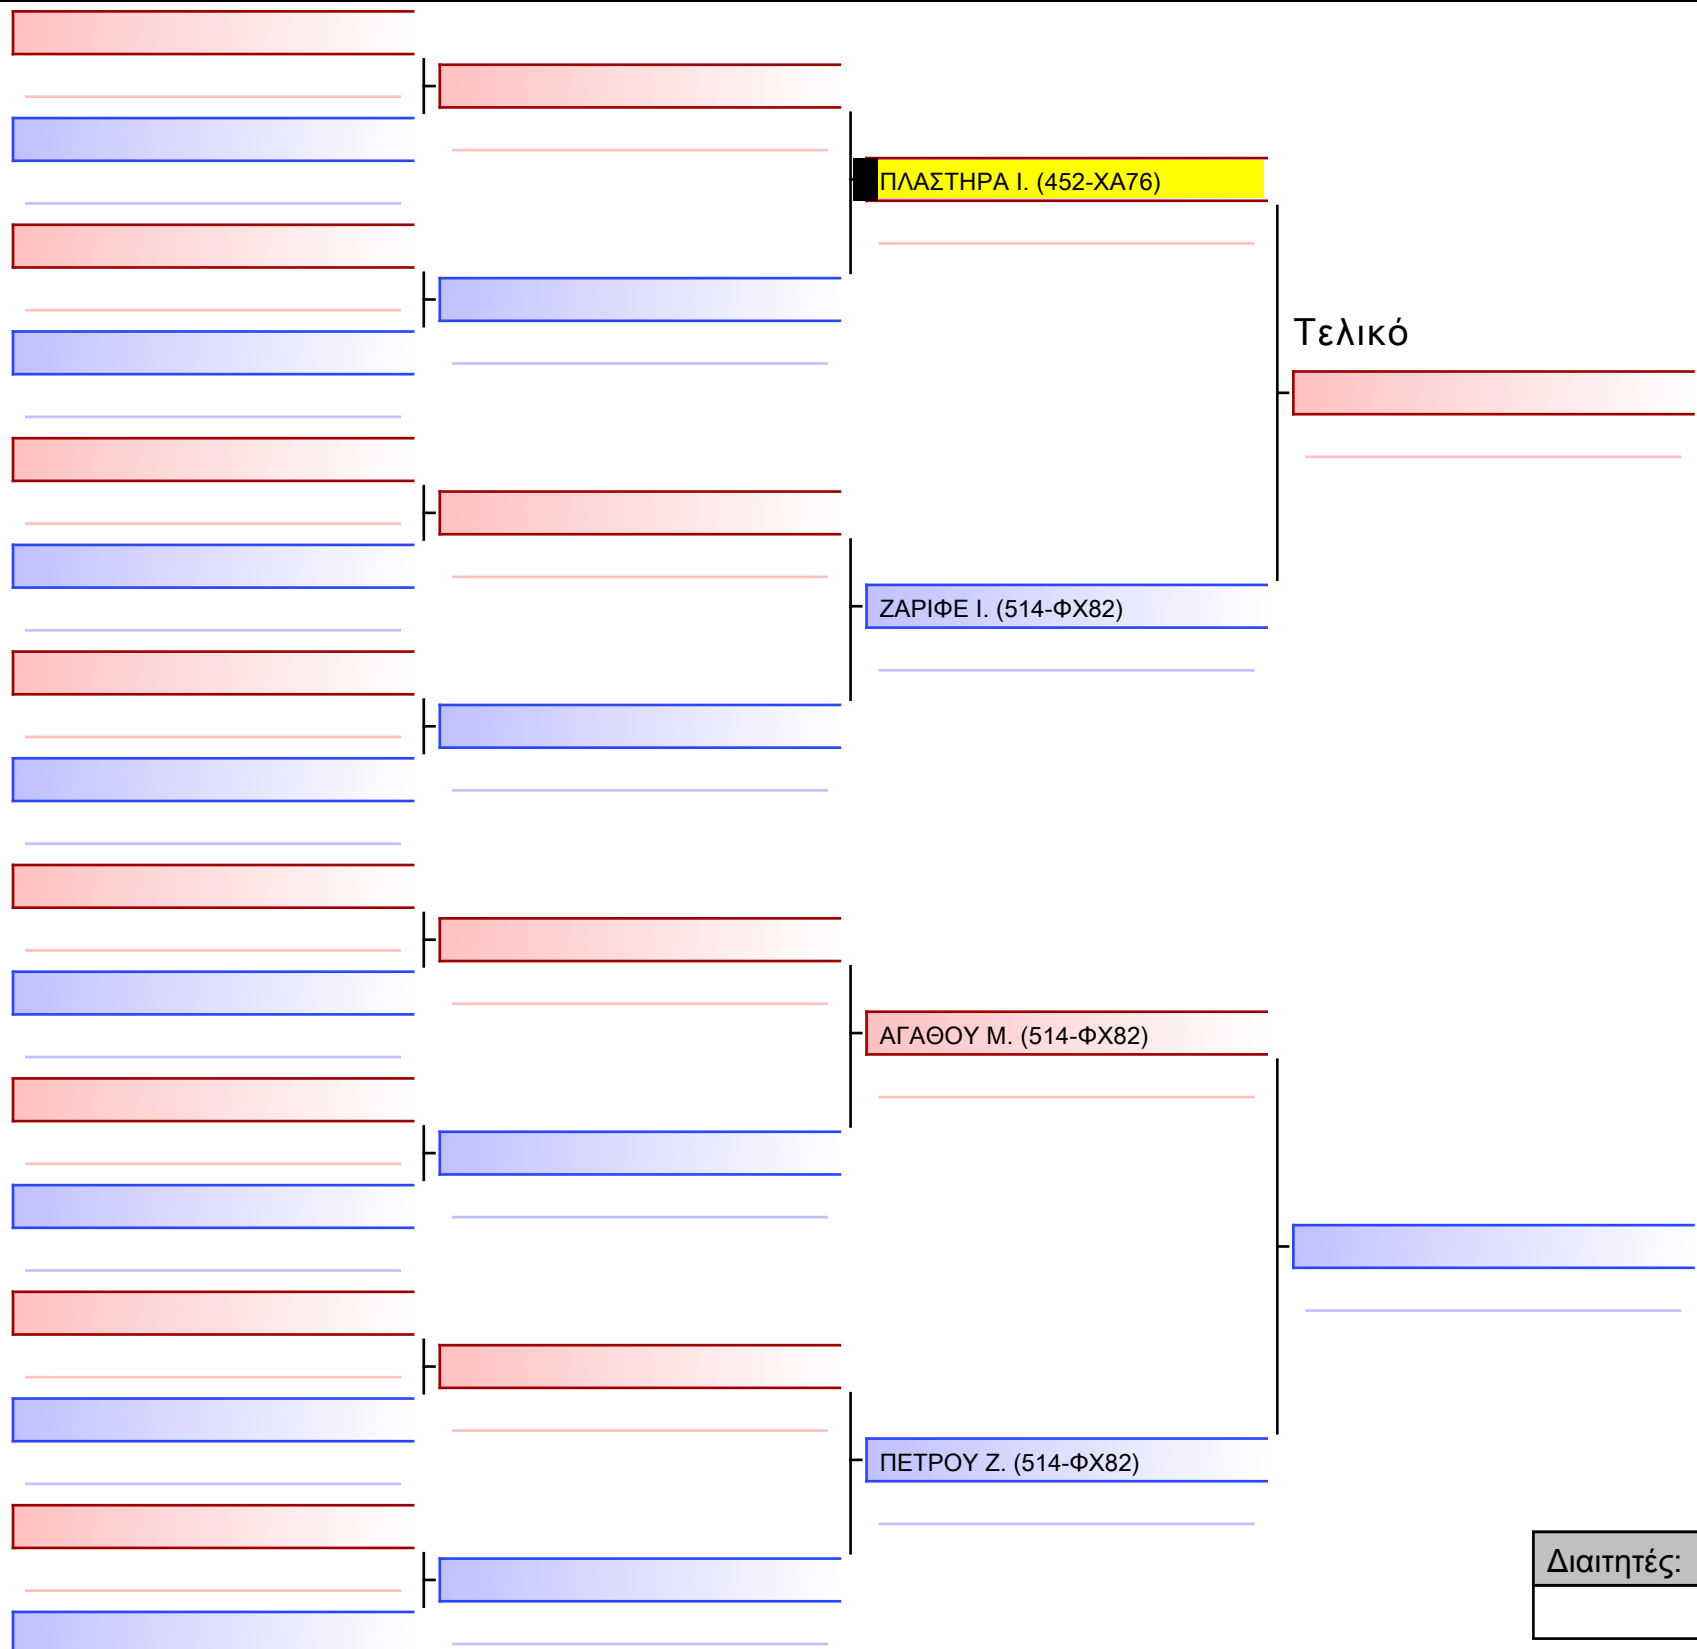 ΠΛΑΣΤΗΡΑ Ι. (452-ΧΑ76)
Τελικό
ΖΑΡΙΦΕ Ι. (514-ΦΧ82)
ΑΓΑΘΟΥ Μ. (514-ΦΧ82)
ΠΕΤΡΟΥ Ζ. (514-ΦΧ82)
Διαιτητές: